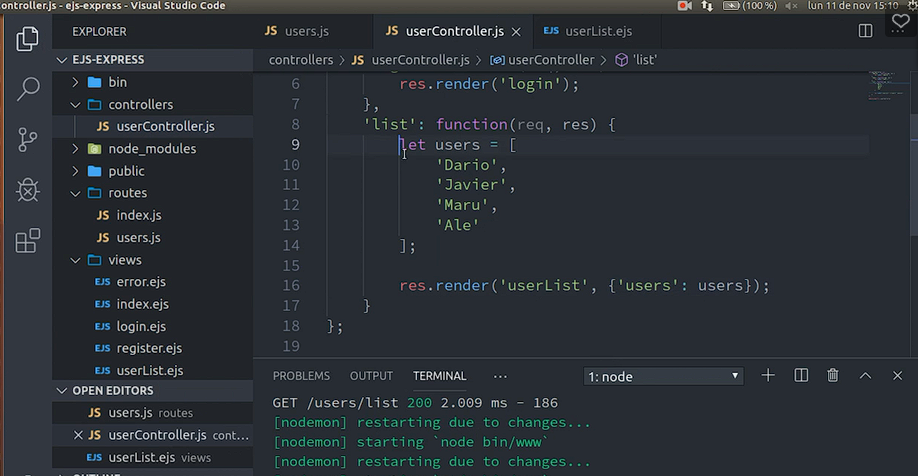 ontroller.js - ejs-express - Visual Studio Code
(100 %) lun 11 de nov 15:10
EXPLORER
JS users.js
JS userController.js ×
EJS userList.ejs
EJS-EXPRESS
controllers > JS userController.js > userController > 'list'
bin
controllers
JS userController.js
node_modules
public
routes
JS index.js
JS users.js
views
EJS error.ejs
EJS index.ejs
EJS login.ejs
EJS register.ejs
EJS userList.ejs
OPEN EDITORS
JS users.js routes
× JS userController.js cont...
EJS userList.ejs views
6 res.render('login');
7 },
8 'list': function(req, res) {
9 let users = [
10 'Dario',
11 'Javier',
12 'Maru',
13 'Ale'
14 ];
15
16 res.render('userList', {'users': users});
17 }
18 };
19
PROBLEMS OUTPUT TERMINAL ... 1: node
GET /users/list 200 2.009 ms - 186
[nodemon] restarting due to changes...
[nodemon] starting `node bin/www`
[nodemon] restarting due to changes...